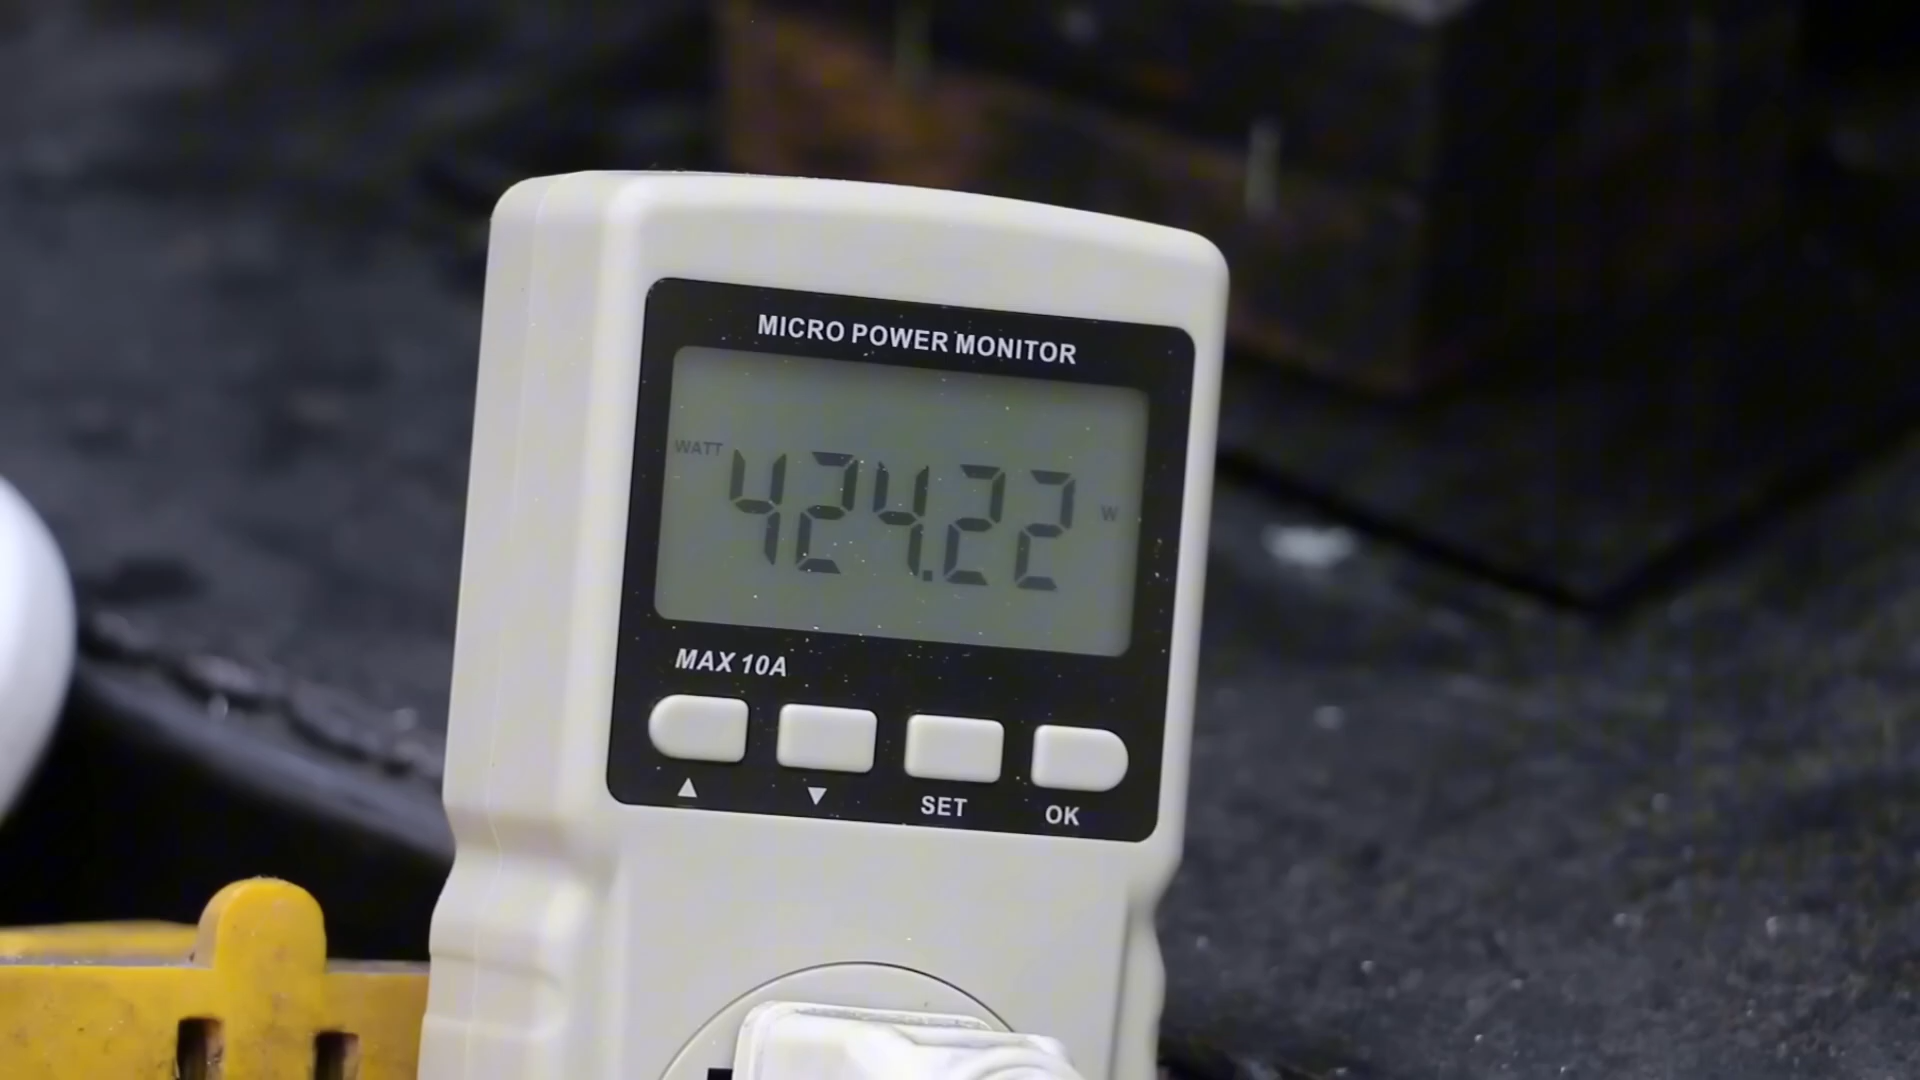 MICRO POWER MONITOR
WATT 424.22 W
MAX 10A
▲ ▼ SET OK